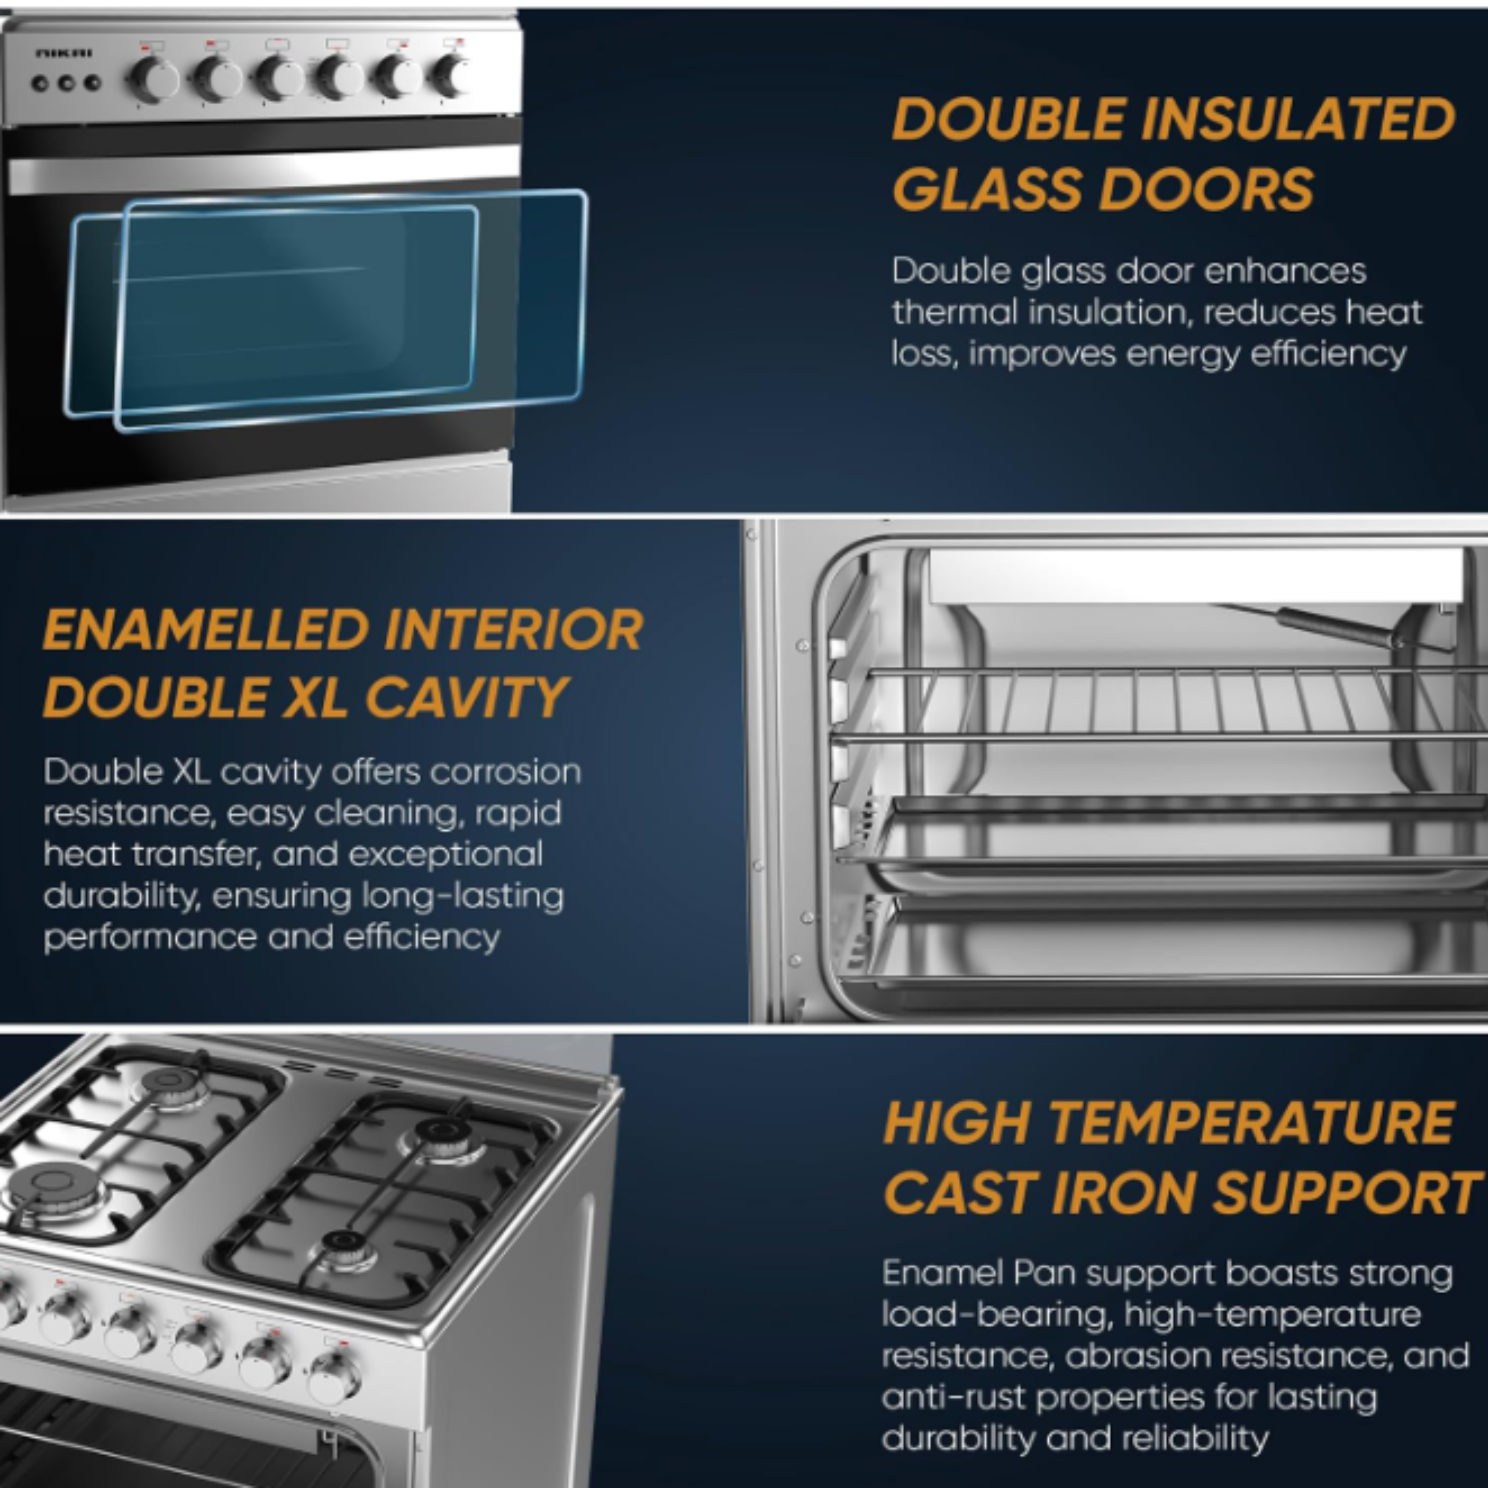 NIKAI
DOUBLE INSULATED
GLASS DOORS
Double glass door enhances
thermal insulation, reduces heat
loss, improves energy efficiency
ENAMELLED INTERIOR
DOUBLE XL CAVITY
Double XL cavity offers corrosion
resistance, easy cleaning, rapid
heat transfer, and exceptional
durability, ensuring long-lasting
performance and efficiency
HIGH TEMPERATURE
CAST IRON SUPPORT
Enamel Pan support boasts strong
load-bearing, high-temperature
resistance, abrasion resistance, and
anti-rust properties for lasting
durability and reliability